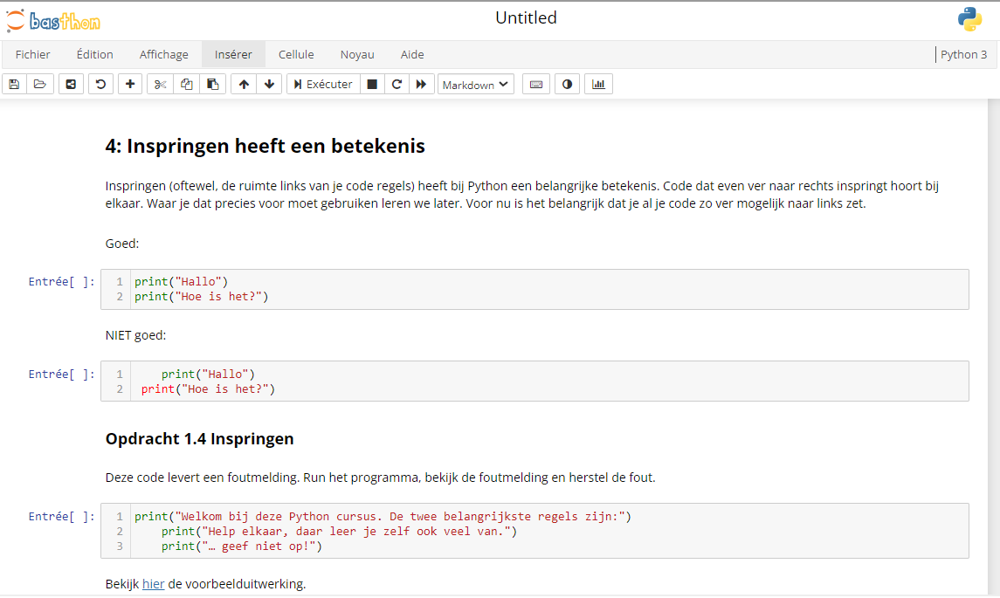 basthon
Untitled
Fichier Édition Affichage Insérer Cellule Noyau Aide Python 3
Exécuter Markdown
4: Inspringen heeft een betekenis
Inspringen (oftewel, de ruimte links van je code regels) heeft bij Python een belangrijke betekenis. Code dat even ver naar rechts inspringt hoort bij
elkaar. Waar je dat precies voor moet gebruiken leren we later. Voor nu is het belangrijk dat je al je code zo ver mogelijk naar links zet.
Goed:
Entrée[ ]:
1 print("Hallo")
2 print("Hoe is het?")
NIET goed:
Entrée[ ]:
1     print("Hallo")
2  print("Hoe is het?")
Opdracht 1.4 Inspringen
Deze code levert een foutmelding. Run het programma, bekijk de foutmelding en herstel de fout.
Entrée[ ]:
1 print("Welkom bij deze Python cursus. De twee belangrijkste regels zijn:")
2     print("Help elkaar, daar leer je zelf ook veel van.")
3     print("… geef niet op!")
Bekijk hier de voorbeelduitwerking.